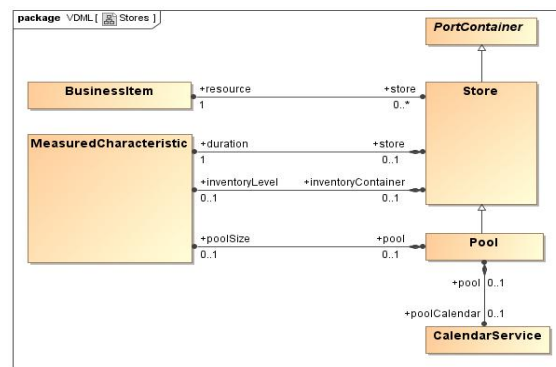 package VDML [ Stores ]
PortContainer
BusinessItem
+resource
1
+store
0..*
Store
MeasuredCharacteristic
+duration
1
+store
0..1
+inventoryLevel
0..1
+inventoryContainer
0..1
+poolSize
0..1
+pool
0..1
Pool
+pool 0..1
+poolCalendar 0..1
CalendarService